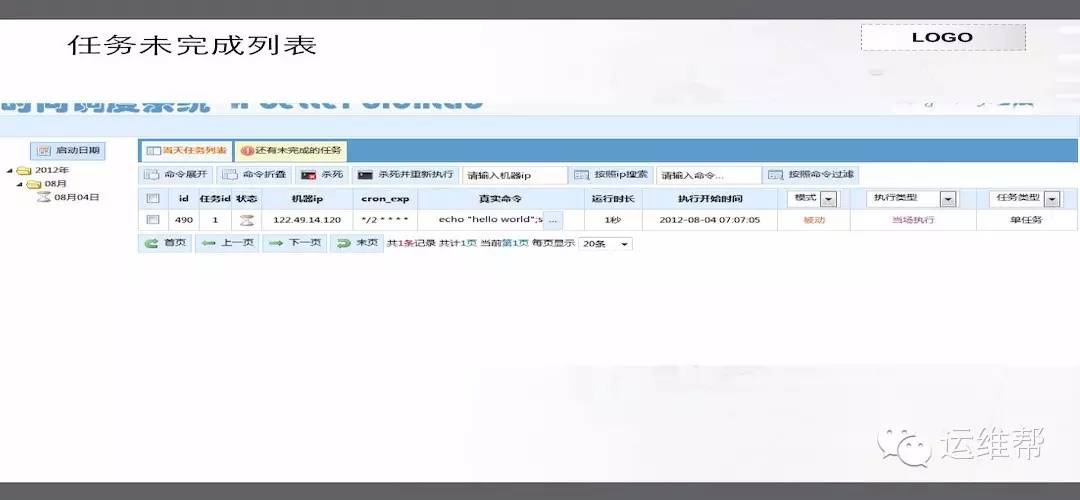 任务未完成列表
LOGO
时间调度系统
启动日期
2012年
08月
08月04日
当天任务列表 还有未完成的任务
命令展开 命令折叠 杀死 杀死并重新执行 请输入机器ip 按照ip搜索 请输入命令... 按照命令过滤
id 任务id 状态 机器ip cron_exp 真实命令 运行时长 执行开始时间 模式 执行类型 任务类型
490 1 122.49.14.120 */2 * * * * echo "hello world";s ... 1秒 2012-08-04 07:07:05 被动 当场执行 单任务
首页 上一页 下一页 末页 共1条记录 共计1页 当前第1页 每页显示 20条
运维帮